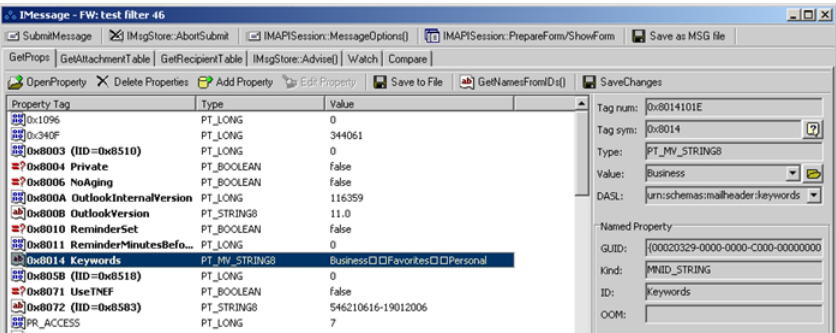 IMessage - FW: test filter 46
SubmitMessage IMsgStore::AbortSubmit IMAPISession::MessageOptions() IMAPISession::PrepareForm/ShowForm Save as MSG file
GetProps GetAttachmentTable GetRecipientTable IMsgStore::Advise() Watch Compare
OpenProperty Delete Properties Add Property Edit Property Save to File GetNamesFromIDs() SaveChanges
Property Tag Type Value
0x1096 PT_LONG 0
0x340F PT_LONG 344061
0x8003 (lID=0x8510) PT_LONG 0
0x8004 Private PT_BOOLEAN false
0x8006 NoAging PT_BOOLEAN false
0x800A OutlookInternalVersion PT_LONG 116359
0x800B OutlookVersion PT_STRING8 11.0
0x8010 ReminderSet PT_BOOLEAN false
0x8011 ReminderMinutesBefo... PT_LONG 0
0x8014 Keywords PT_MV_STRING8 Business□□Favorites□□Personal
0x805B (lID=0x8518) PT_LONG 0
0x8071 UseTNEF PT_BOOLEAN false
0x8072 (lID=0x8583) PT_STRING8 546210616-19012006
PR_ACCESS PT_LONG 7
Tag num: 0x8014101E
Tag sym: 0x8014
Type: PT_MV_STRING8
Value: Business
DASL: urn:schemas:mailheader:keywords
Named Property
GUID: {00020329-0000-0000-C000-00000000
Kind: MNID_STRING
ID: Keywords
OOM: